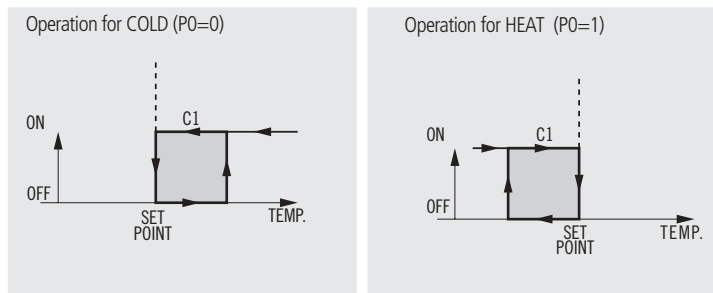 Operation for COLD (P0=0)
ON
C1
OFF
SET
POINT
TEMP.
Operation for HEAT (P0=1)
ON
C1
OFF
SET
POINT
TEMP.